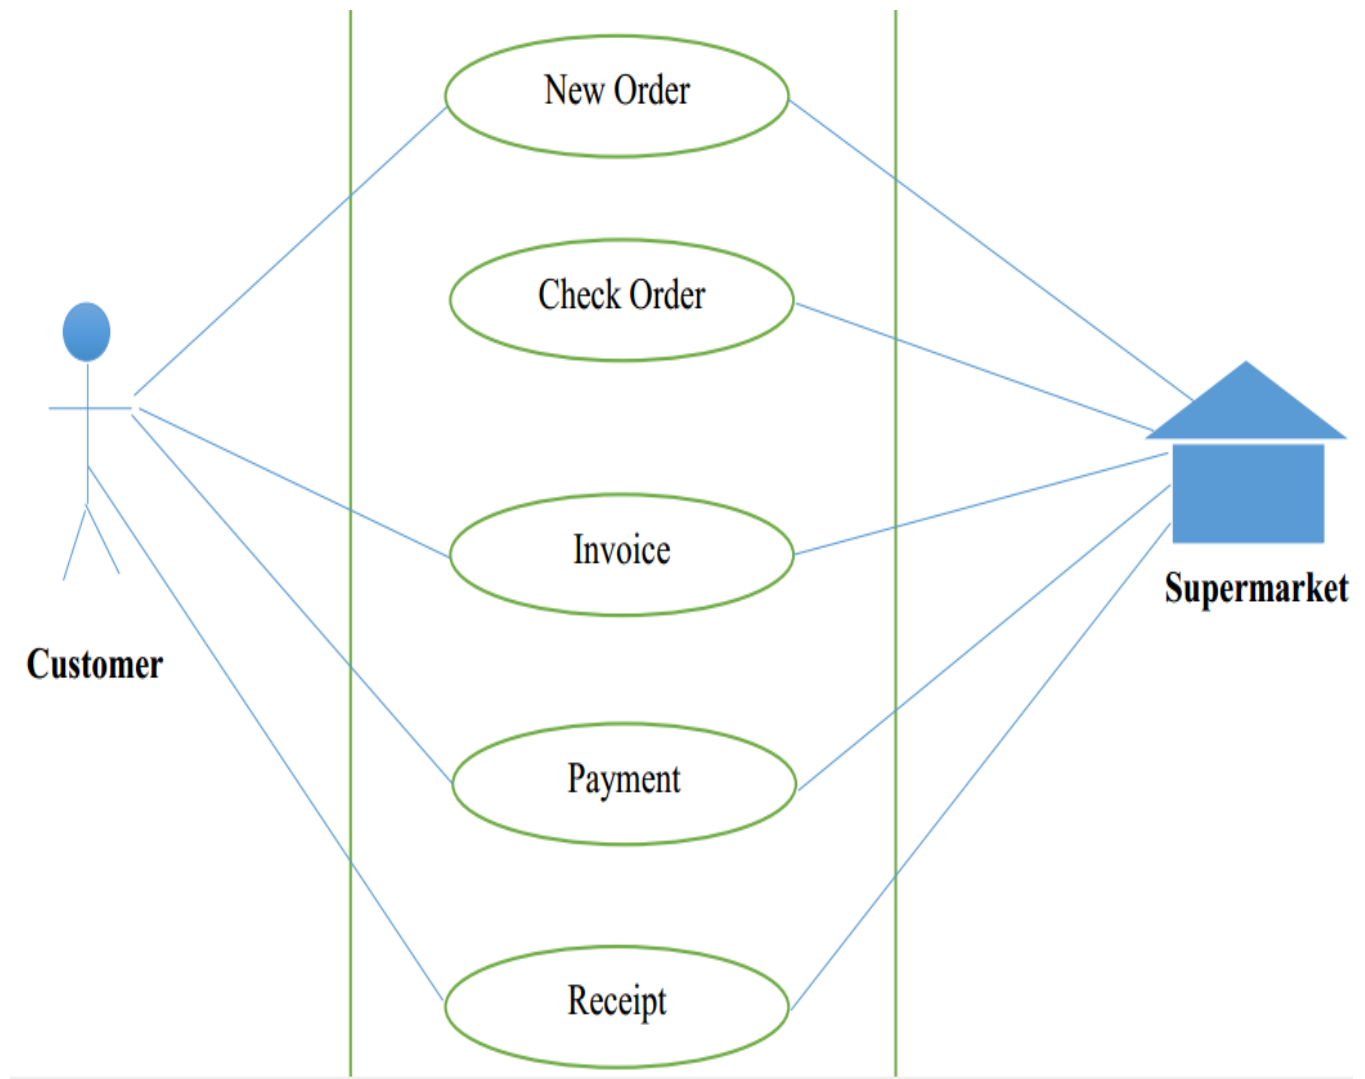 New Order
Check Order
Invoice
Supermarket
Customer
Payment
Receipt